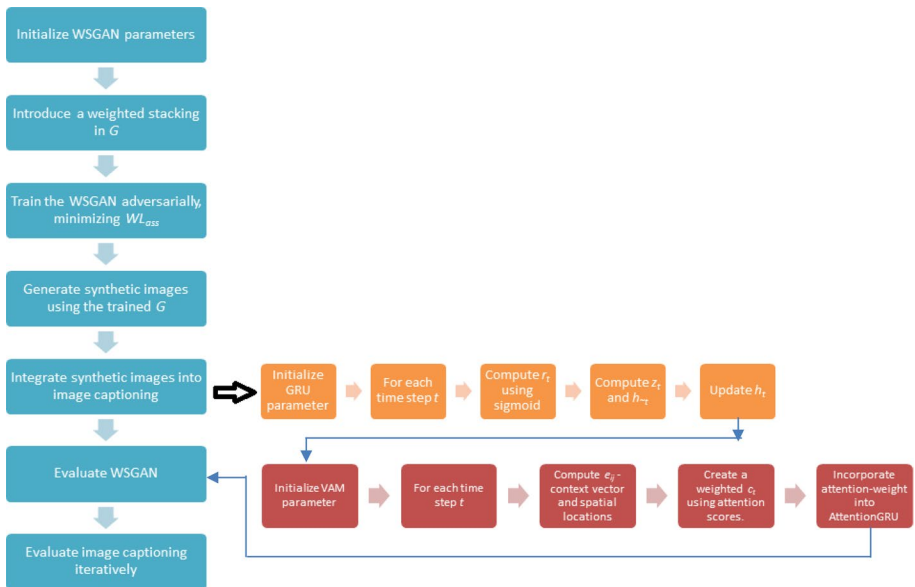 Initialize WSGAN parameters
Introduce a weighted stacking
in G
Train the WSGAN adversarially,
minimizing WLass
Generate synthetic images
using the trained G
Integrate synthetic images into
image captioning
Initialize
GRU
parameter
For each
time step t
Compute rt
using
sigmoid
Compute zt
and h~t
Update ht
Initialize VAM
parameter
For each time
step t
Compute eij -
context vector
and spatial
locations
Create a
weighted ct
using attention
scores.
Incorporate
attention-weight
into
AttentionGRU
Evaluate WSGAN
Evaluate image captioning
iteratively